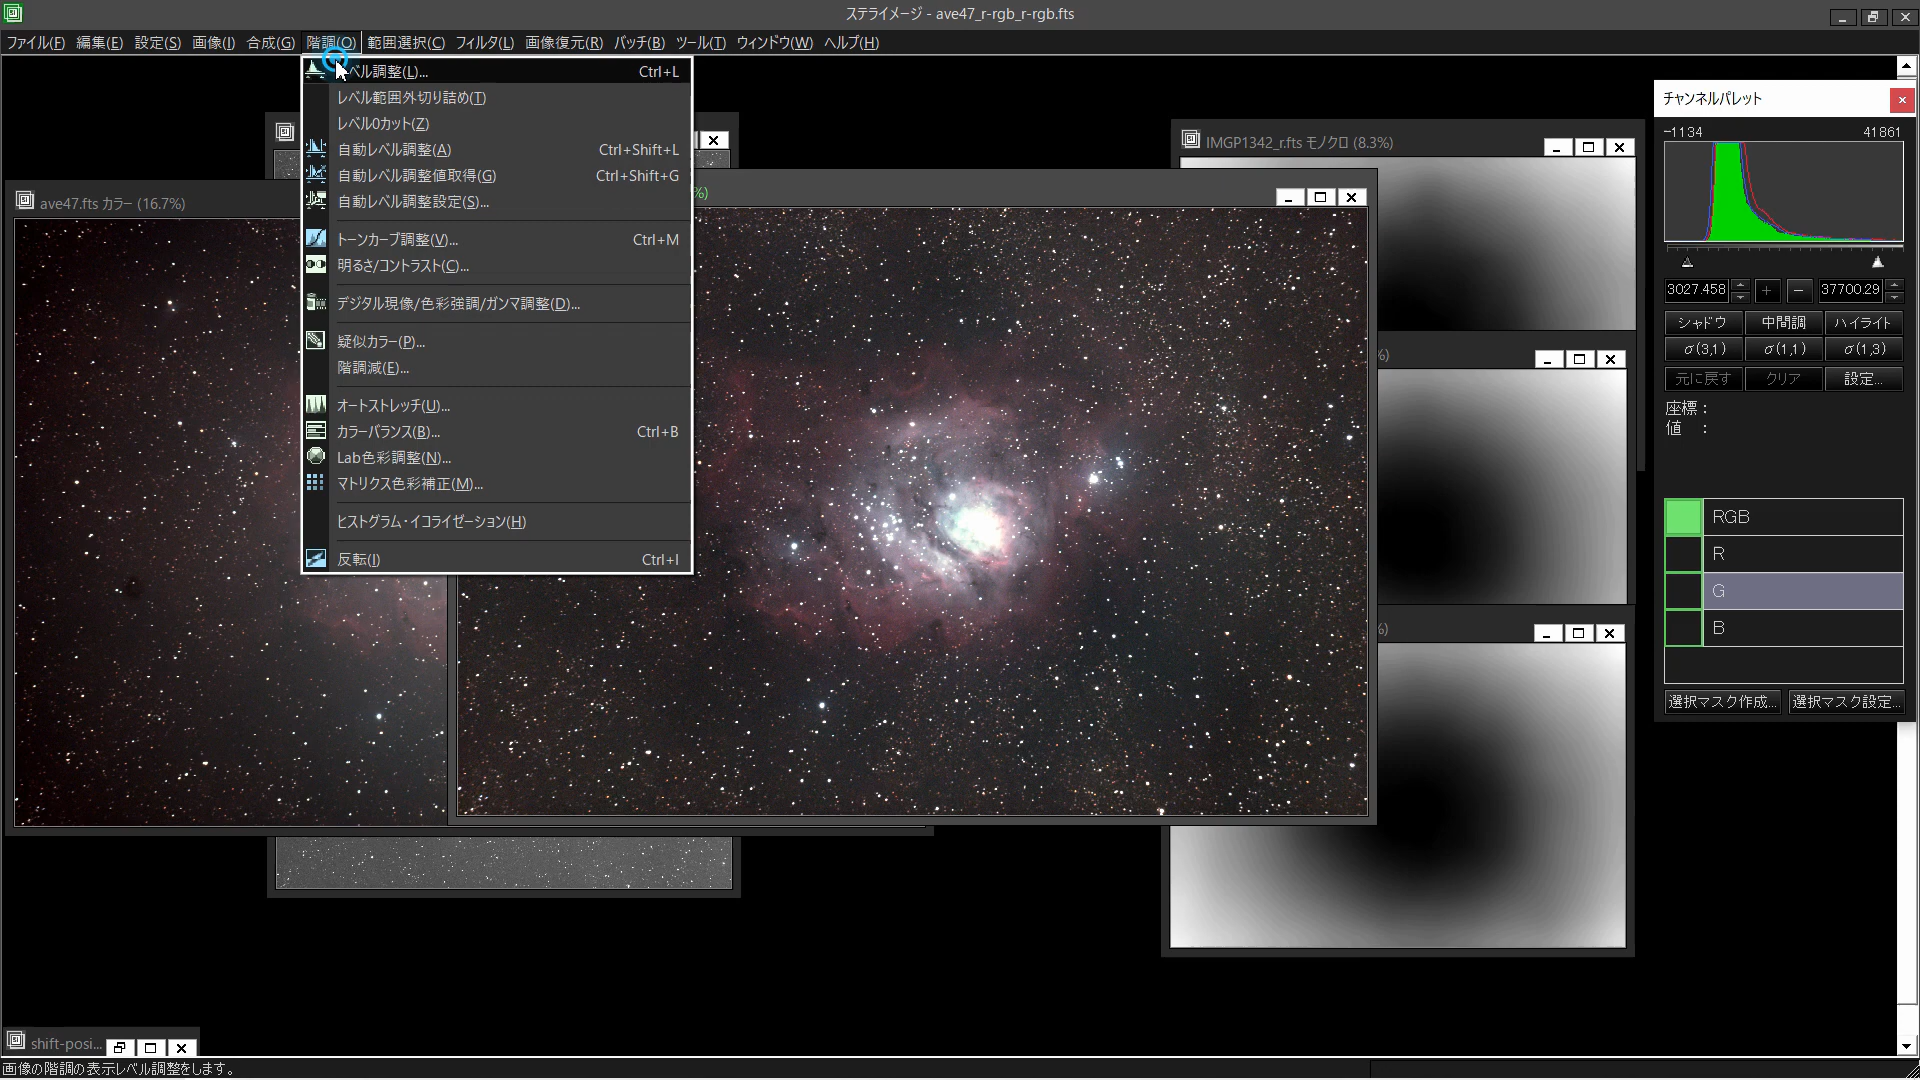 ステライメージ - ave47_r-rgb_r-rgb.fts
ファイル(F) 編集(E) 設定(S) 画像(I) 合成(G) 階調(O) 範囲選択(C) フィルタ(L) 画像復元(R) バッチ(B) ツール(T) ウィンドウ(W) ヘルプ(H)
ベル調整(L)... Ctrl+L
レベル範囲外切り詰め(T)
レベル0カット(Z)
自動レベル調整(A) Ctrl+Shift+L
自動レベル調整値取得(G) Ctrl+Shift+G
自動レベル調整設定(S)...
トーンカーブ調整(V)... Ctrl+M
明るさ/コントラスト(C)...
デジタル現像/色彩強調/ガンマ調整(D)...
疑似カラー(P)...
階調減(E)...
オートストレッチ(U)...
カラーバランス(B)... Ctrl+B
Lab色彩調整(N)...
マトリクス色彩補正(M)...
ヒストグラム・イコライゼーション(H)
反転(I) Ctrl+I
ave47.fts カラー (16.7%)
%)
IMGP1342_r.fts モノクロ (8.3%)
%)
%)
チャンネルパレット
-1134 41861
3027.458 + - 37700.29
シャドウ 中間調 ハイライト
σ(3,1) σ(1,1) σ(1,3)
元に戻す クリア 設定...
座標 :
値 :
RGB
R
G
B
選択マスク作成... 選択マスク設定...
shift-posi...
画像の階調の表示レベル調整をします。